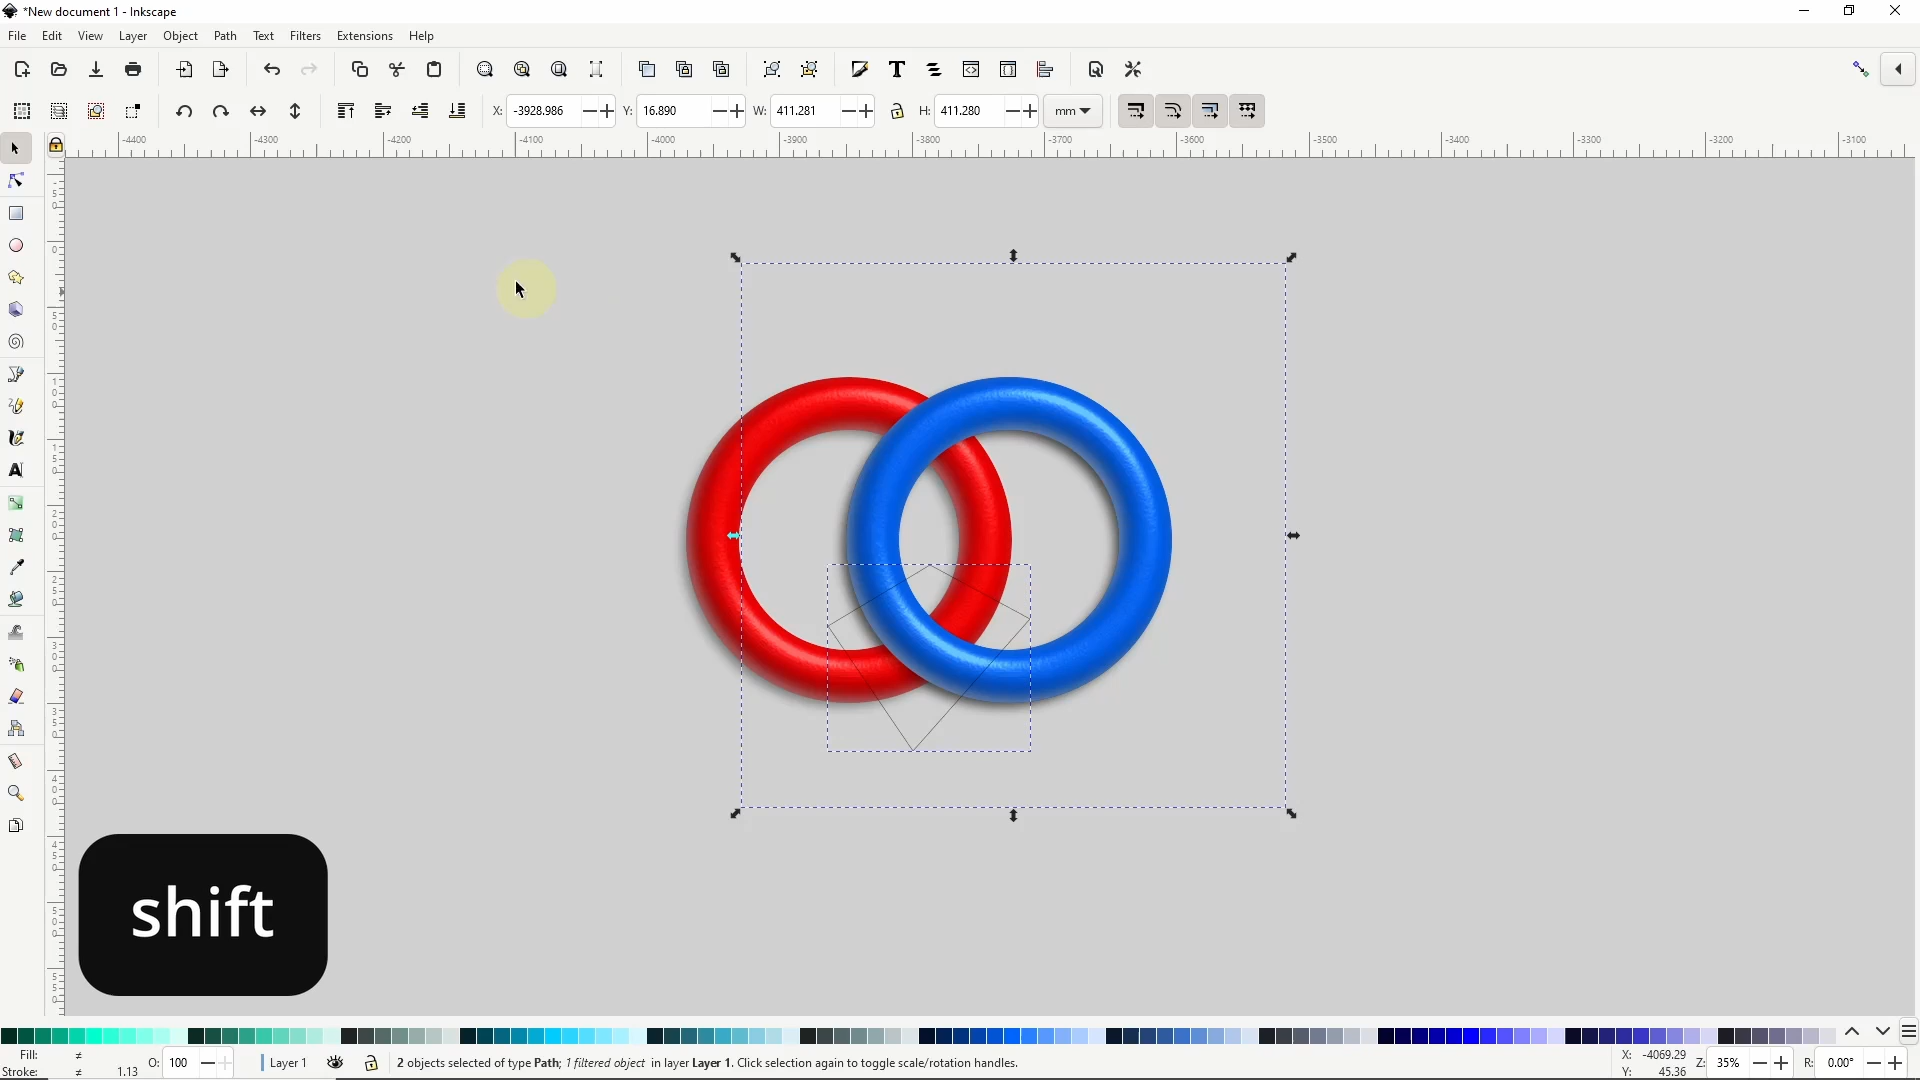 *New document 1 - Inkscape
File Edit View Layer Object Path Text Filters Extensions Help
X: -3928.986 Y: 16.890 W: 411.281 H: 411.280 mm
-4400 -4300 -4200 -4100 -4000 -3900 -3800 -3700 -3600 -3500 -3400 -3300 -3200 -3100
shift
Fill: ≠ O: 100 Layer 1 2 objects selected of type Path; 1 filtered object in layer Layer 1. Click selection again to toggle scale/rotation handles. X: -4069.29 Z: 35% R: 0.00°
Stroke: ≠ 1.13 Y: 45.36